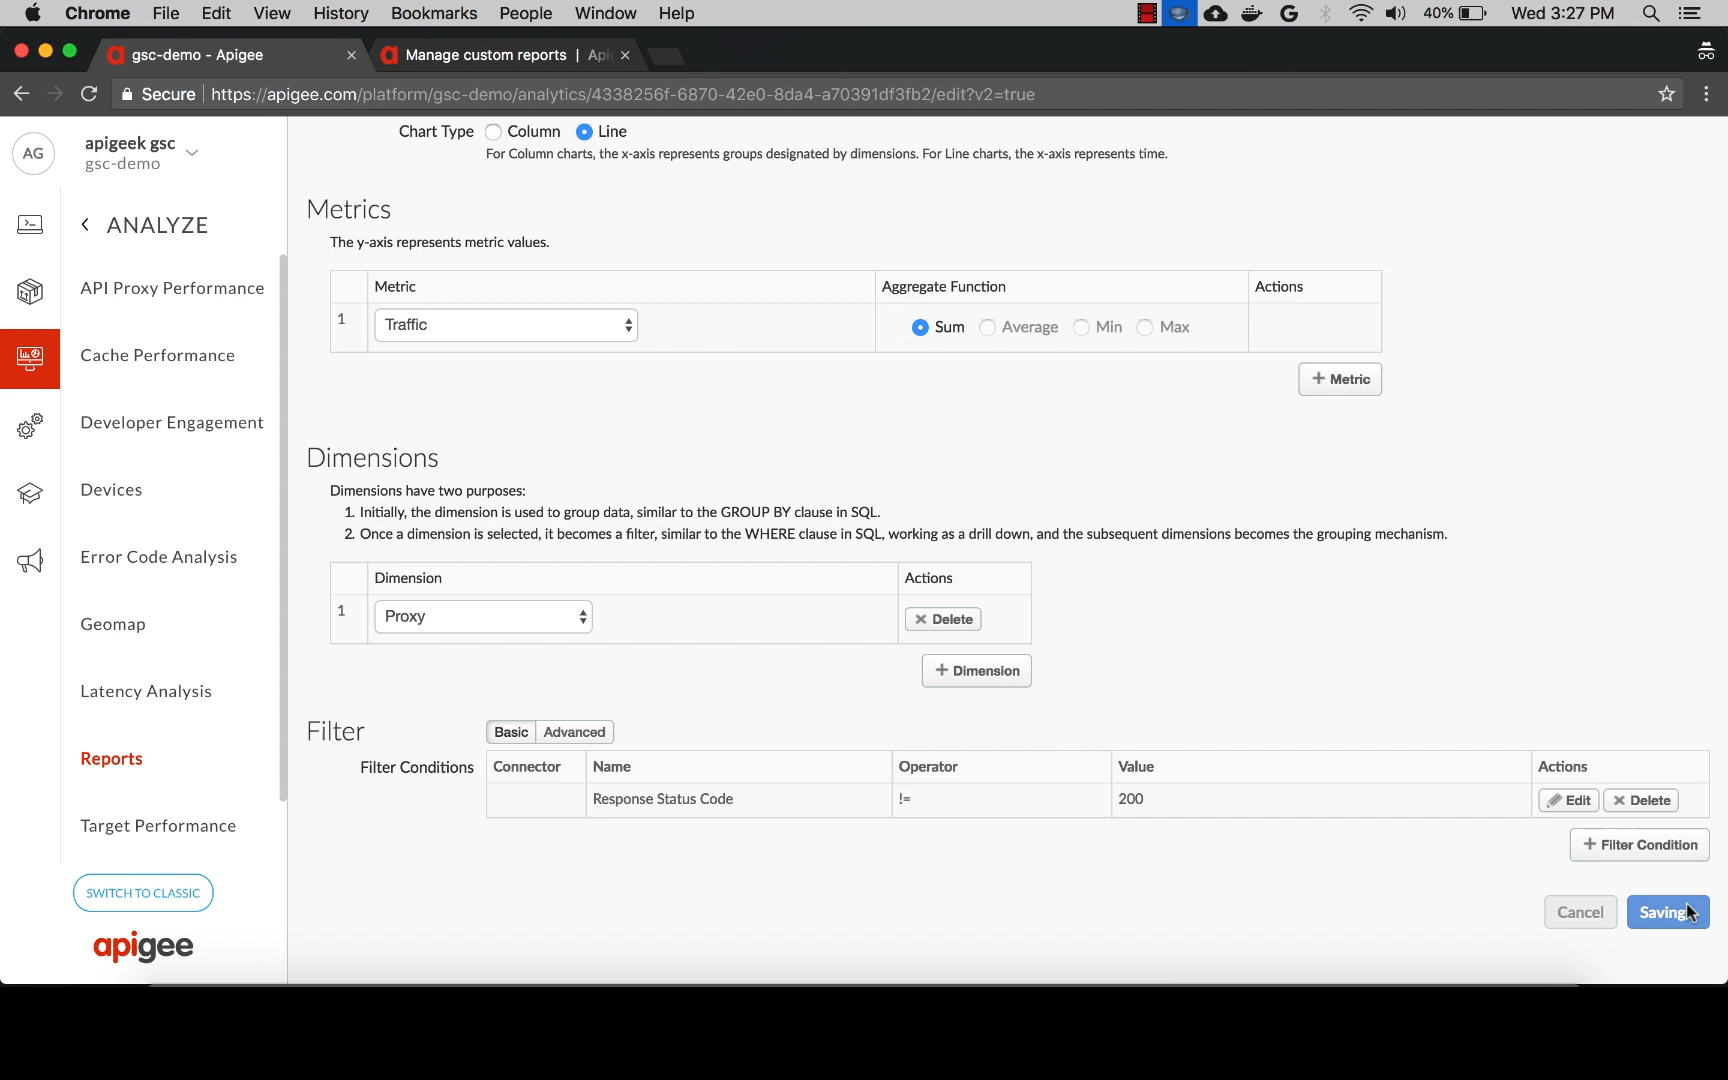 Chrome File Edit View History Bookmarks People Window Help G 40% Wed 3:27 PM
gsc-demo - Apigee Manage custom reports | Api
Secure https://apigee.com/platform/gsc-demo/analytics/4338256f-6870-42e0-8da4-a70391df3fb2/edit?v2=true
AG
apigeek gsc
gsc-demo
ANALYZE
API Proxy Performance
Cache Performance
Developer Engagement
Devices
Error Code Analysis
Geomap
Latency Analysis
Reports
Target Performance
SWITCH TO CLASSIC
apigee
Chart Type Column Line
For Column charts, the x-axis represents groups designated by dimensions. For Line charts, the x-axis represents time.
Metrics
The y-axis represents metric values.
Metric Aggregate Function Actions
1 Traffic Sum Average Min Max
+ Metric
Dimensions
Dimensions have two purposes:
1. Initially, the dimension is used to group data, similar to the GROUP BY clause in SQL.
2. Once a dimension is selected, it becomes a filter, similar to the WHERE clause in SQL, working as a drill down, and the subsequent dimensions becomes the grouping mechanism.
Dimension Actions
1 Proxy Delete
+ Dimension
Filter Basic Advanced
Filter Conditions Connector Name Operator Value Actions
Response Status Code != 200 Edit Delete
+ Filter Condition
Cancel Saving